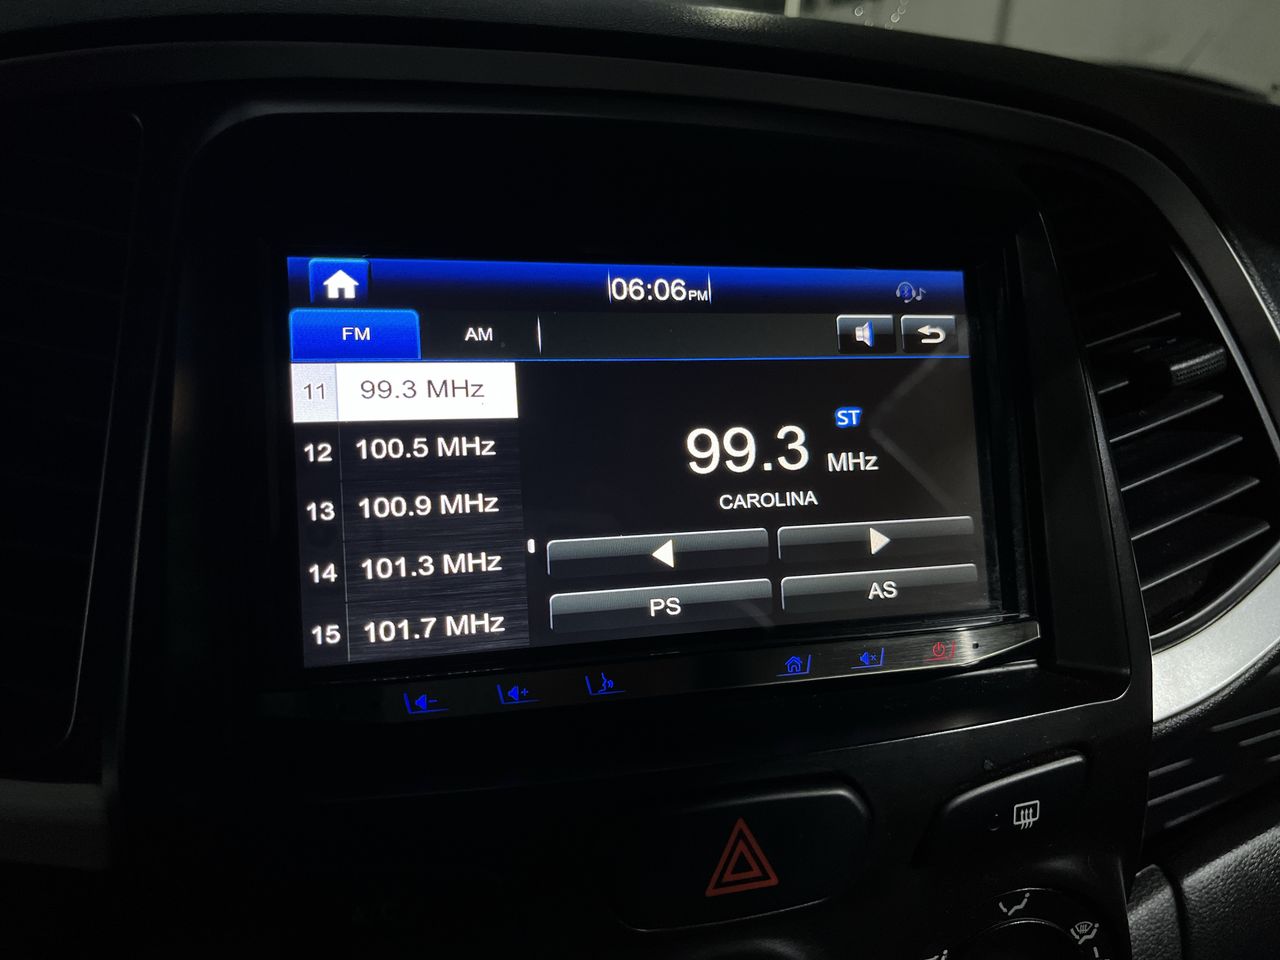 06:06PM
FM AM
11 99.3 MHz
12 100.5 MHz
13 100.9 MHz
14 101.3 MHz
15 101.7 MHz
ST
99.3 MHz
CAROLINA
PS AS